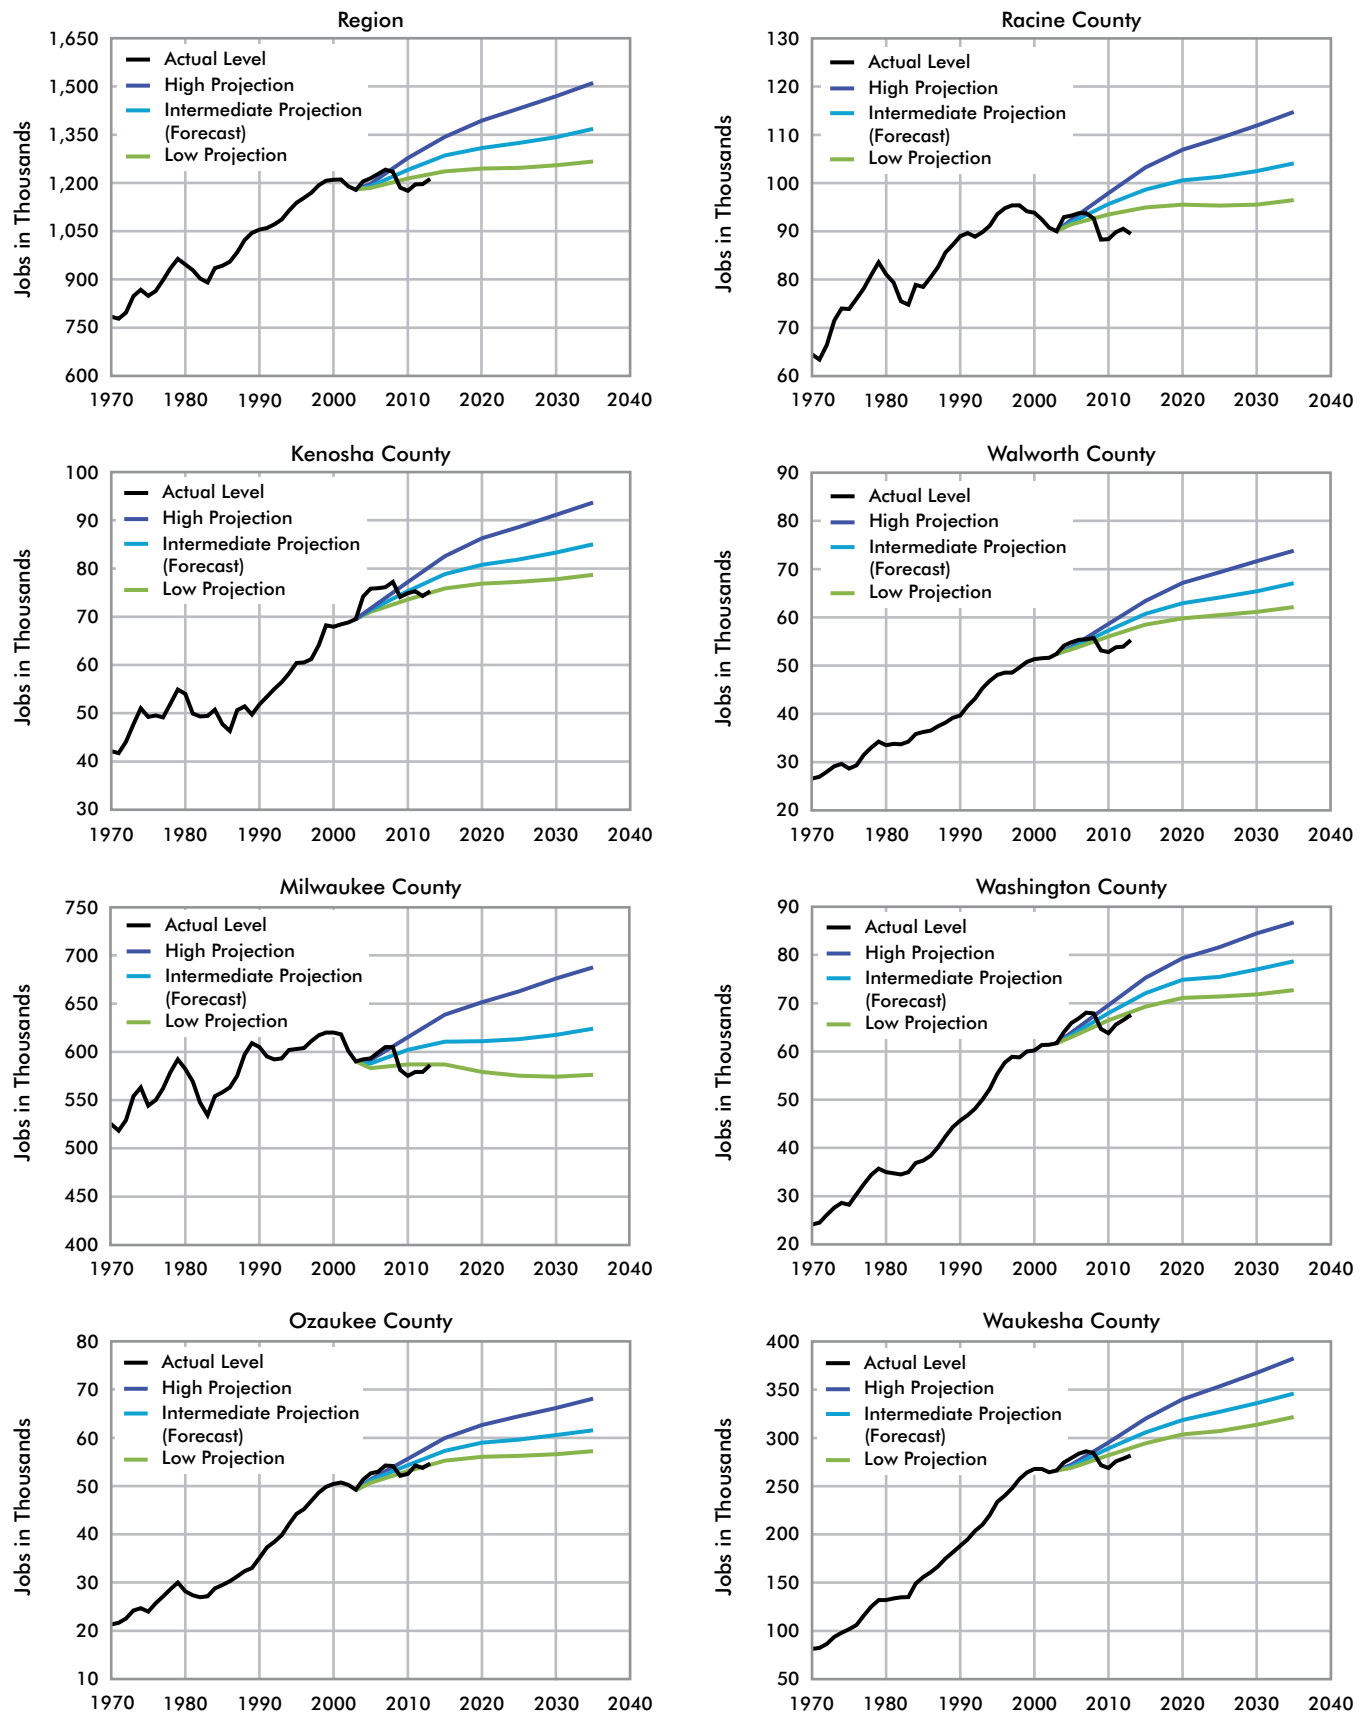 Region
1,650
1,500
1,350
1,200
1,050
900
750
600
Jobs in Thousands
Actual Level
High Projection
Intermediate Projection
(Forecast)
Low Projection
1970 1980 1990 2000 2010 2020 2030 2040
Racine County
130
120
110
100
90
80
70
60
Jobs in Thousands
Actual Level
High Projection
Intermediate Projection
(Forecast)
Low Projection
1970 1980 1990 2000 2010 2020 2030 2040
Kenosha County
100
90
80
70
60
50
40
30
Jobs in Thousands
Actual Level
High Projection
Intermediate Projection
(Forecast)
Low Projection
1970 1980 1990 2000 2010 2020 2030 2040
Walworth County
90
80
70
60
50
40
30
20
Jobs in Thousands
Actual Level
High Projection
Intermediate Projection
(Forecast)
Low Projection
1970 1980 1990 2000 2010 2020 2030 2040
Milwaukee County
750
700
650
600
550
500
450
400
Jobs in Thousands
Actual Level
High Projection
Intermediate Projection
(Forecast)
Low Projection
1970 1980 1990 2000 2010 2020 2030 2040
Washington County
90
80
70
60
50
40
30
20
Jobs in Thousands
Actual Level
High Projection
Intermediate Projection
(Forecast)
Low Projection
1970 1980 1990 2000 2010 2020 2030 2040
Ozaukee County
80
70
60
50
40
30
20
10
Jobs in Thousands
Actual Level
High Projection
Intermediate Projection
(Forecast)
Low Projection
1970 1980 1990 2000 2010 2020 2030 2040
Waukesha County
400
350
300
250
200
150
100
50
Jobs in Thousands
Actual Level
High Projection
Intermediate Projection
(Forecast)
Low Projection
1970 1980 1990 2000 2010 2020 2030 2040